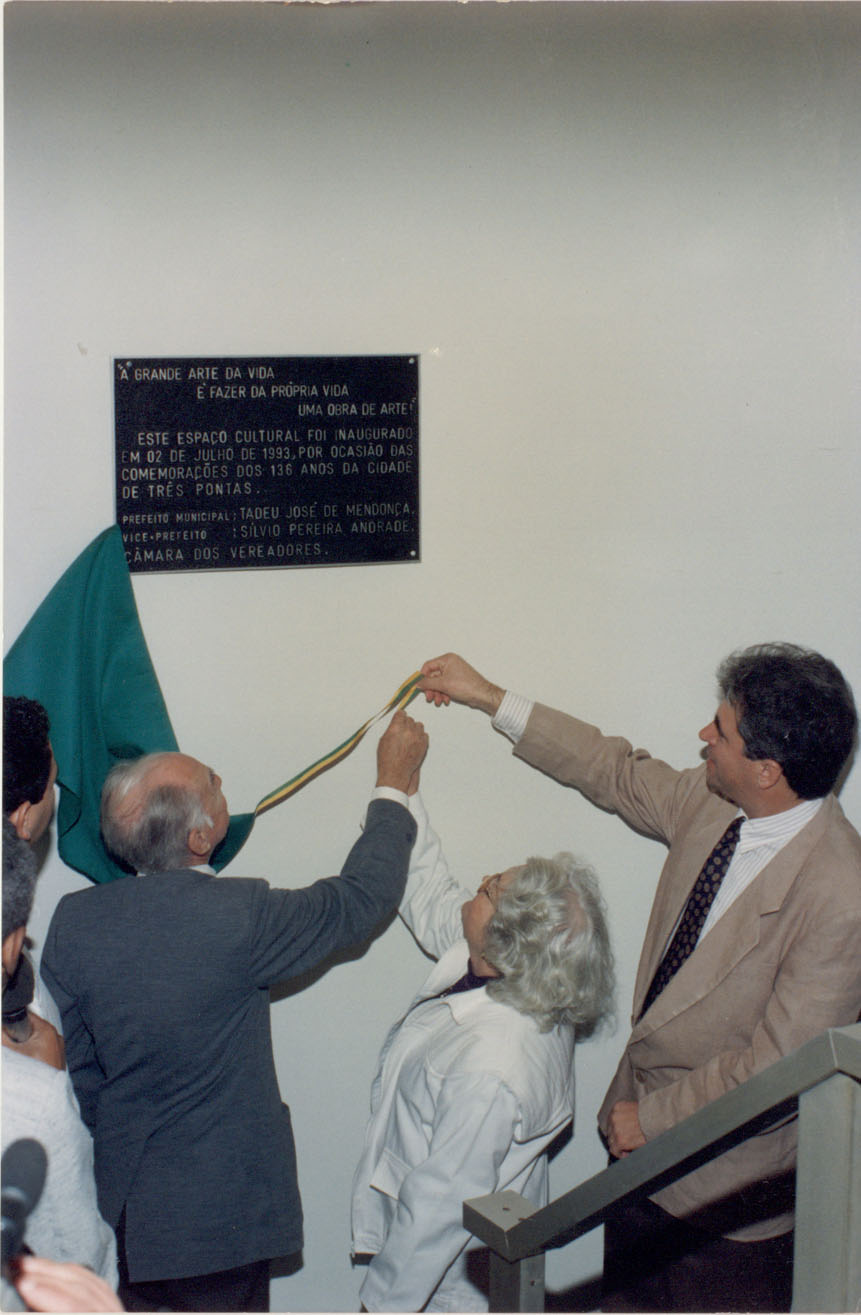 "A GRANDE ARTE DA VIDA
É FAZER DA PRÓPRIA VIDA
UMA OBRA DE ARTE!"
ESTE ESPAÇO CULTURAL FOI INAUGURADO
EM 02 DE JULHO DE 1993, POR OCASIÃO DAS
COMEMORAÇÕES DOS 136 ANOS DA CIDADE
DE TRÊS PONTAS.
PREFEITO MUNICIPAL: TADEU JOSÉ DE MENDONÇA.
VICE-PREFEITO : SÍLVIO PEREIRA ANDRADE.
CÂMARA DOS VEREADORES.